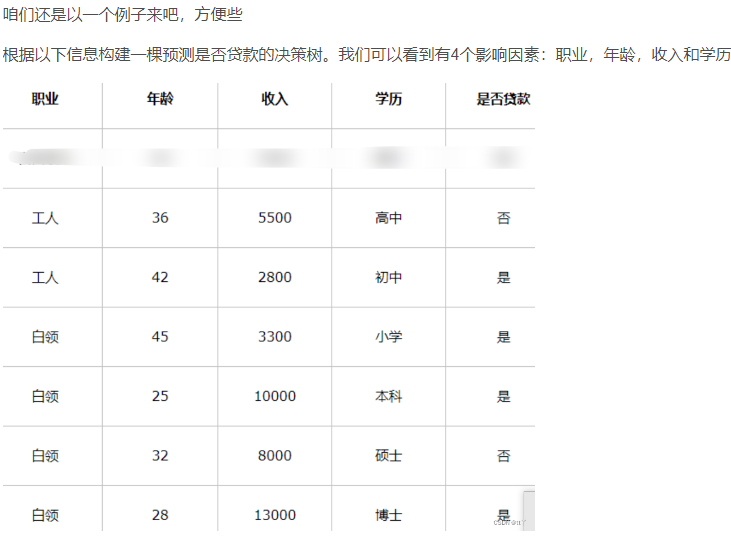 咱们还是以一个例子来吧，方便些
根据以下信息构建一棵预测是否贷款的决策树。我们可以看到有4个影响因素：职业，年龄，收入和学历
职业 年龄 收入 学历 是否贷款
工人 36 5500 高中 否
工人 42 2800 初中 是
白领 45 3300 小学 是
白领 25 10000 本科 是
白领 32 8000 硕士 否
白领 28 13000 博士 是